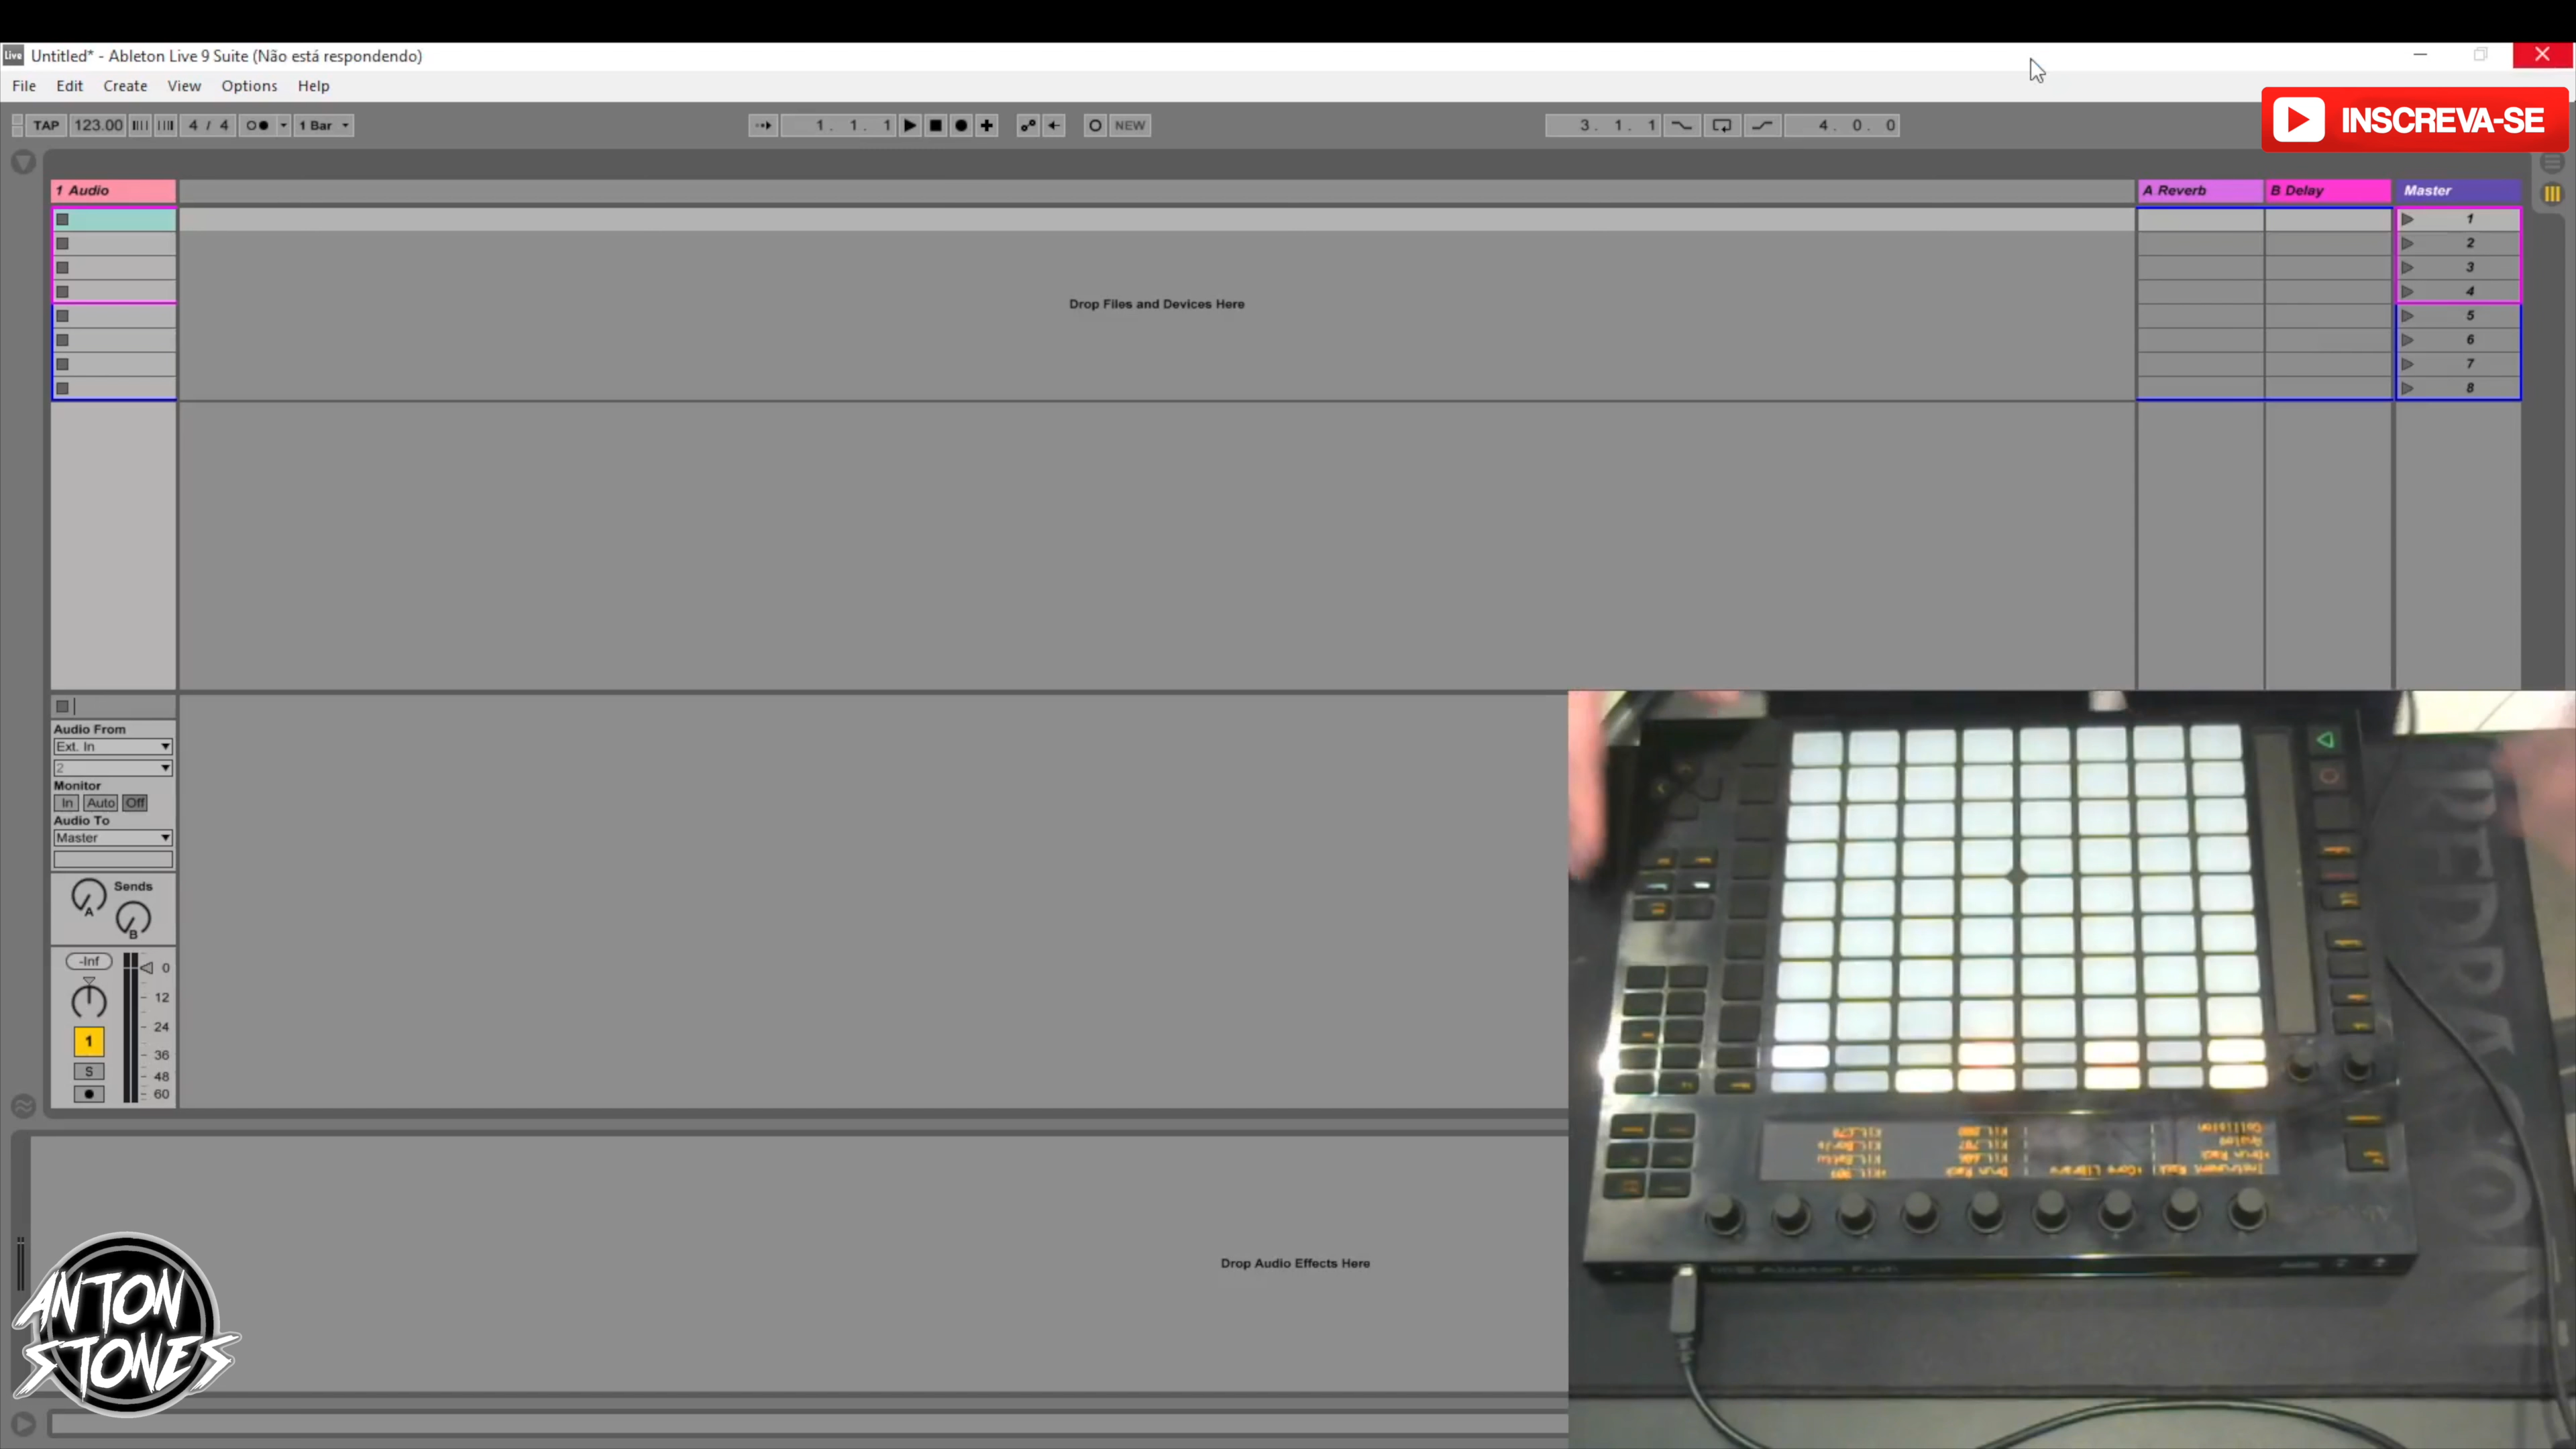 Untitled* - Ableton Live 9 Suite (Não está respondendo)
File Edit Create View Options Help
TAP 123.00 4 / 4 1 Bar 1. 1. 1 NEW 3. 1. 1 4. 0. 0
INSCREVA-SE
1 Audio A Reverb B Delay Master
1
2
3
4
5
6
7
8
Drop Files and Devices Here
Audio From
Ext. In
2
Monitor
In Auto Off
Audio To
Master
Sends
A
B
-Inf
0
12
24
36
48
60
1
S
Drop Audio Effects Here
ANTON
STONES